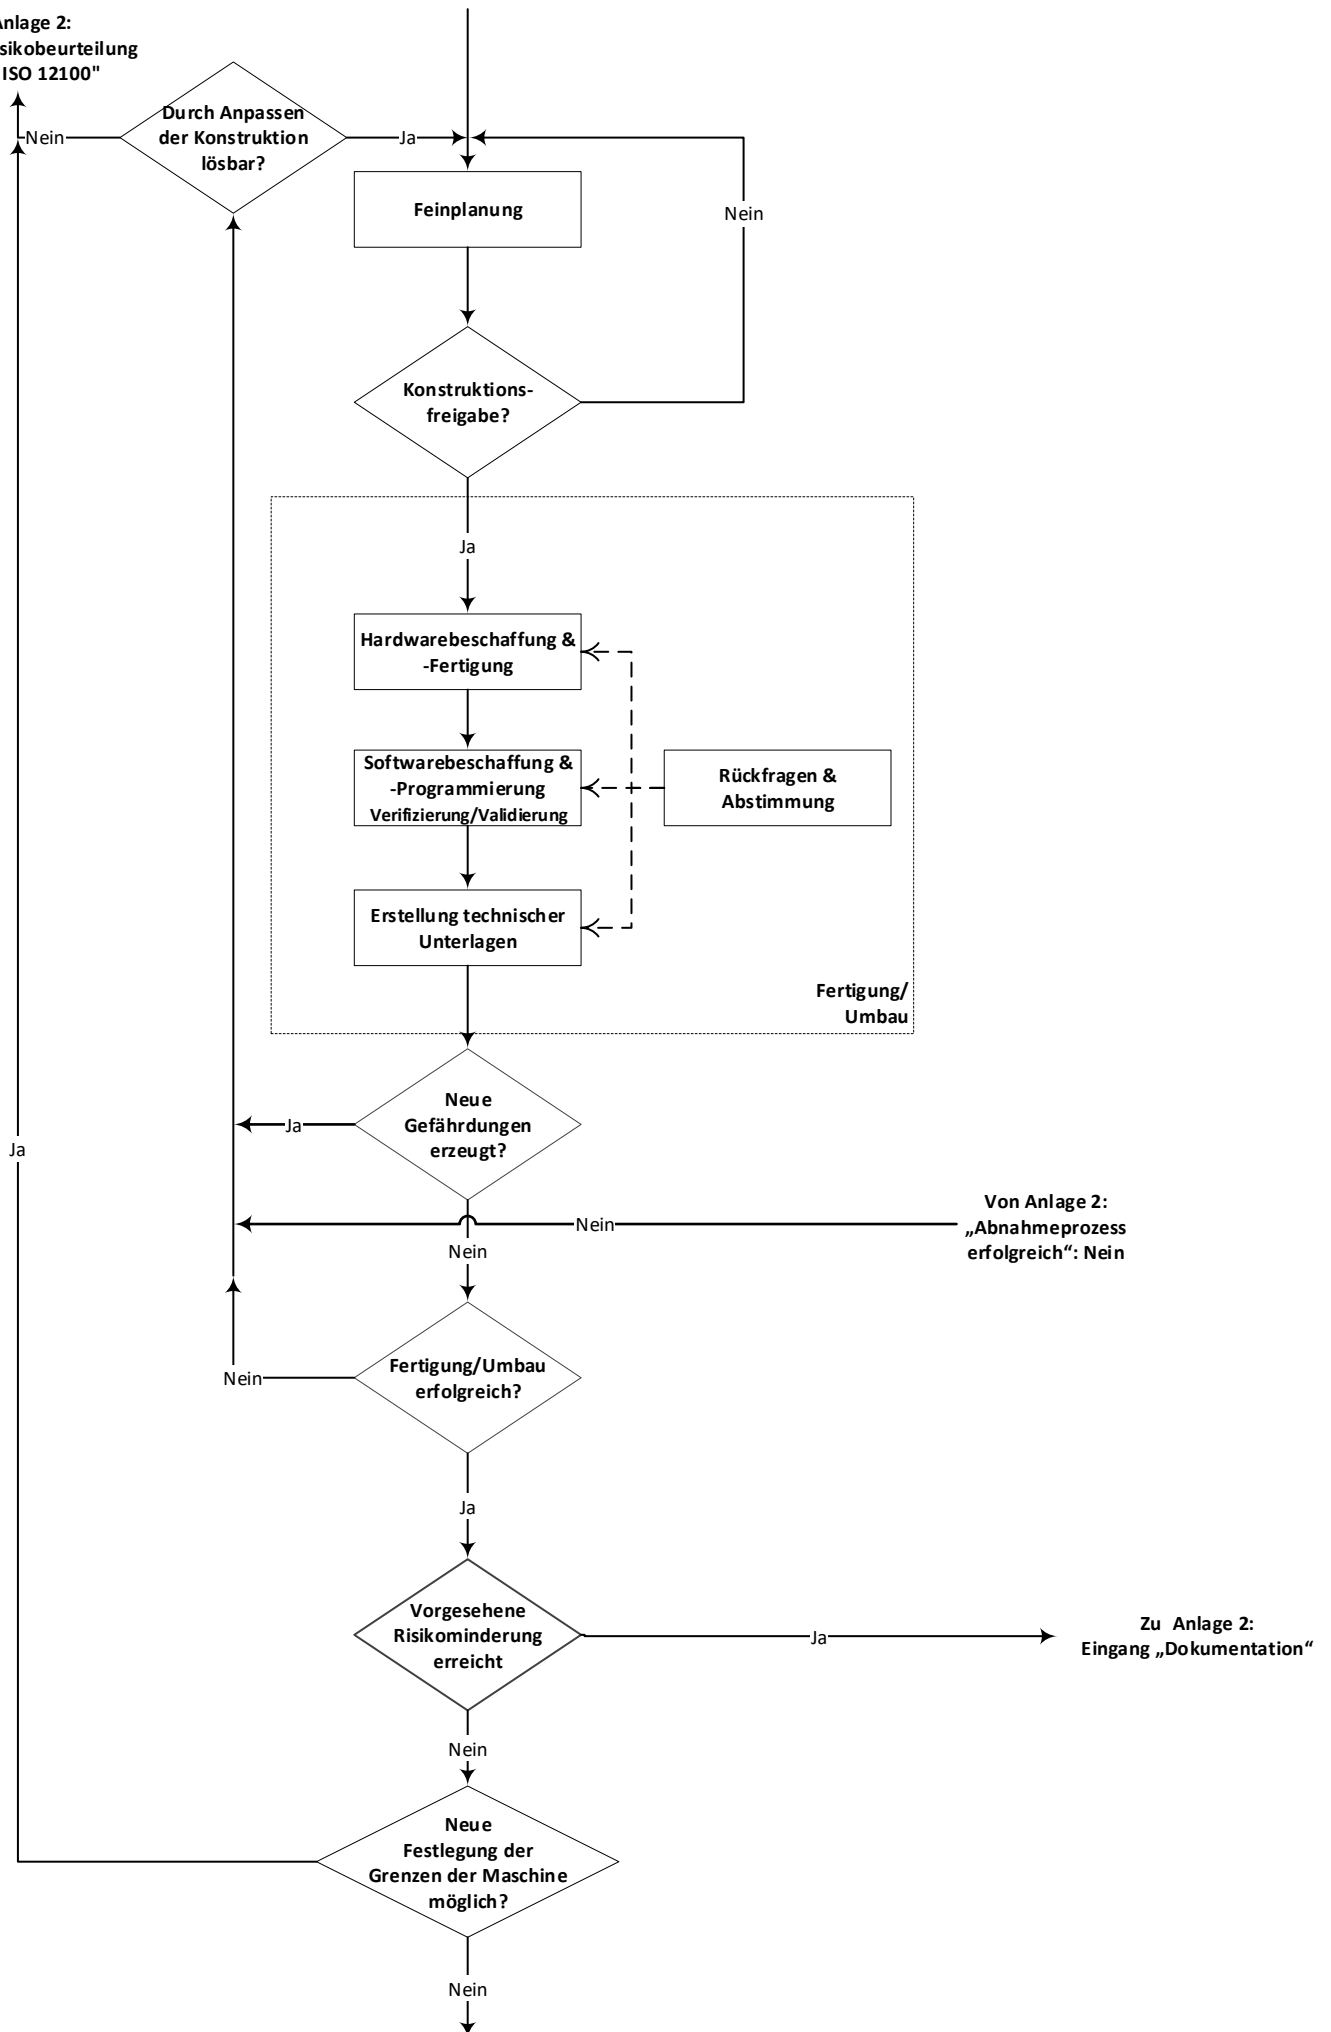 Anlage 2:
sikobeurteilung
ISO 12100"
Durch Anpassen
der Konstruktion
lösbar?
Nein
Ja
Feinplanung
Nein
Konstruktions-
freigabe?
Ja
Hardwarebeschaffung &
-Fertigung
Softwarebeschaffung &
-Programmierung
Verifizierung/Validierung
Rückfragen &
Abstimmung
Erstellung technischer
Unterlagen
Fertigung/
Umbau
Neue
Gefährdungen
erzeugt?
Ja
Ja
Von Anlage 2:
„Abnahmeprozess
erfolgreich“: Nein
Nein
Nein
Fertigung/Umbau
erfolgreich?
Nein
Ja
Vorgesehene
Risikominderung
erreicht
Ja
Zu Anlage 2:
Eingang „Dokumentation“
Nein
Neue
Festlegung der
Grenzen der Maschine
möglich?
Nein